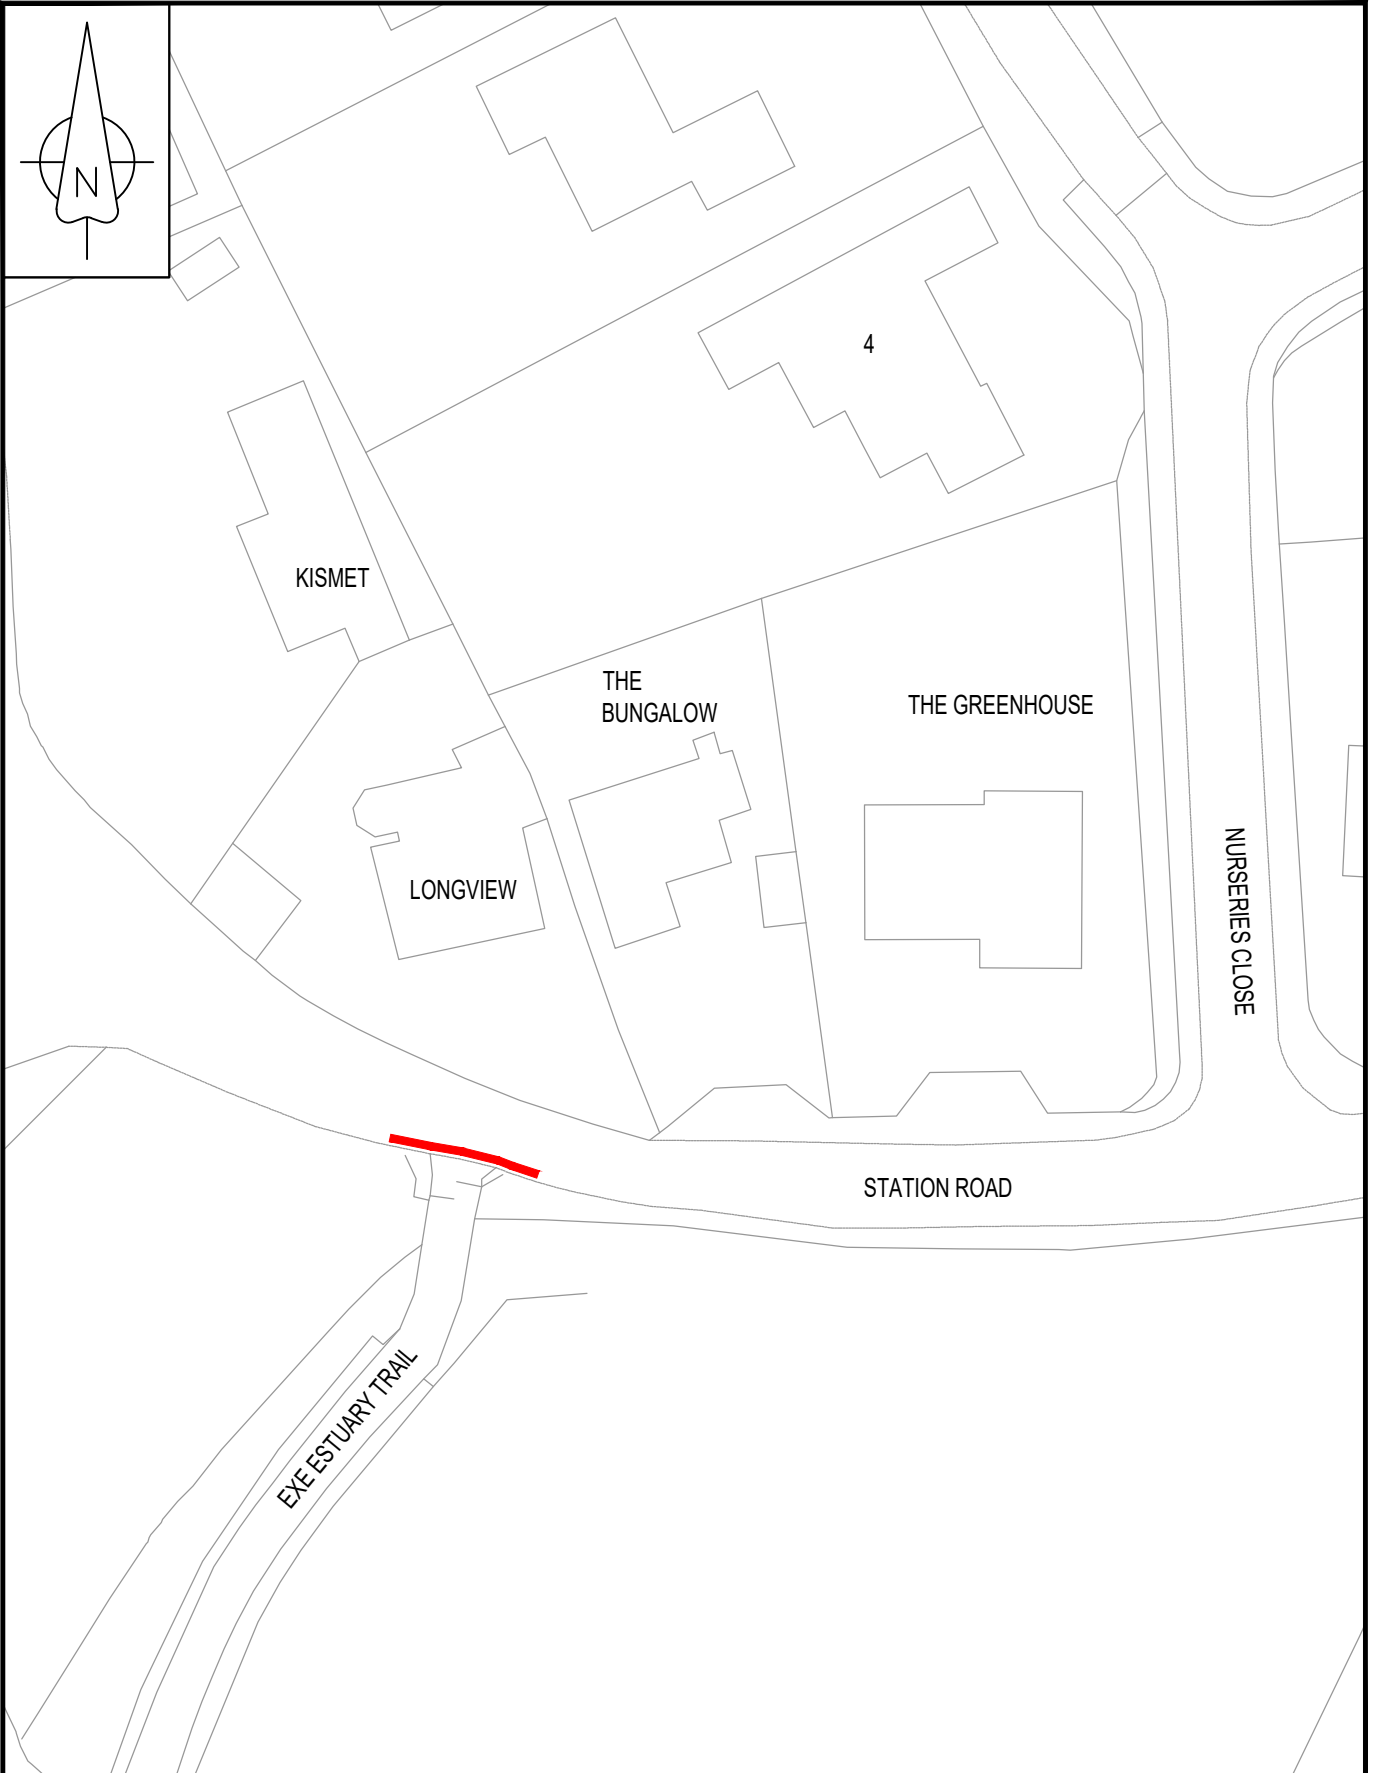 N
4
KISMET
THE
BUNGALOW
THE GREENHOUSE
LONGVIEW
NURSERIES CLOSE
STATION ROAD
EXE ESTUARY TRAIL